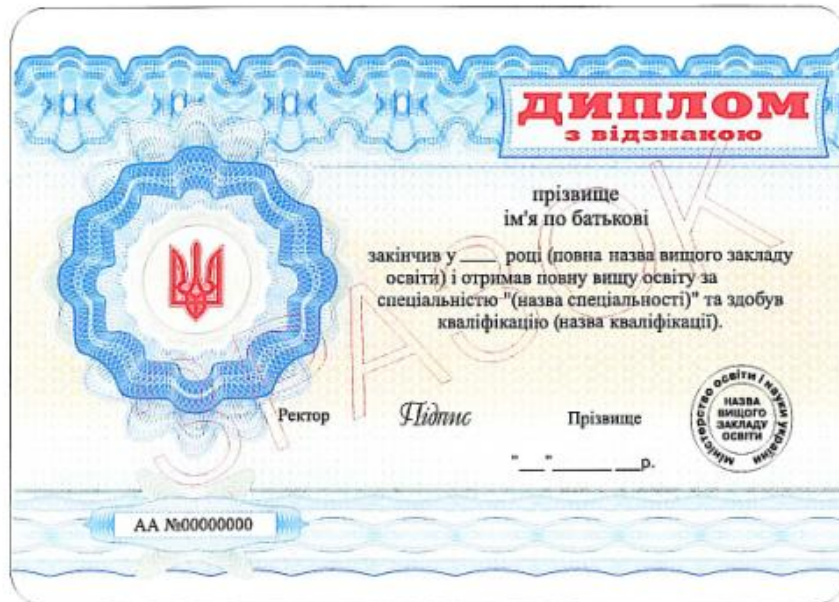 ДИПЛОМ
з відзнакою
прізвище
ім'я по батькові
закінчив у ____ році (повна назва вищого закладу
освіти) і отримав повну вищу освіту за
спеціальністю "(назва спеціальності)" та здобув
кваліфікацію (назва кваліфікації).
ЗРАЗОК
Ректор Підпис Прізвище
міністерство освіти і науки україни
НАЗВА
ВИЩОГО
ЗАКЛАДУ
ОСВІТИ
"___"________ ___р.
АА №00000000